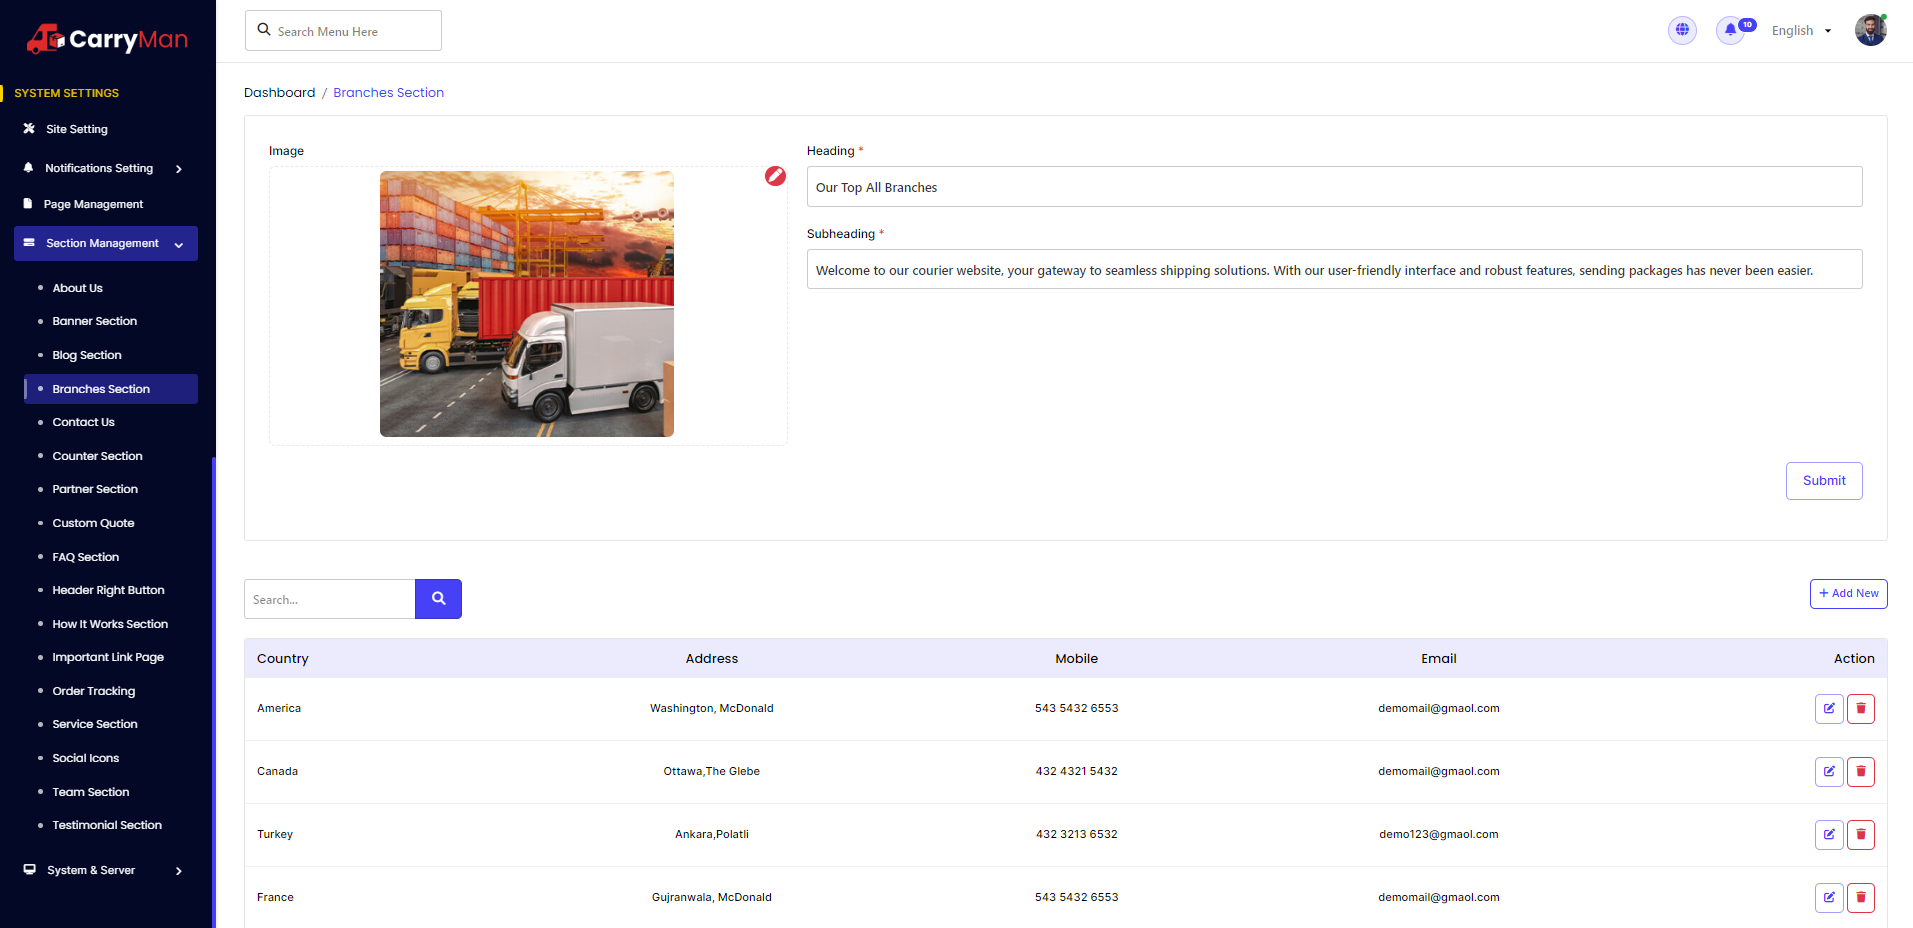 CarryMan
Search Menu Here
10
English
SYSTEM SETTINGS
Site Setting
Notifications Setting
Page Management
Section Management
About Us
Banner Section
Blog Section
Branches Section
Contact Us
Counter Section
Partner Section
Custom Quote
FAQ Section
Header Right Button
How It Works Section
Important Link Page
Order Tracking
Service Section
Social Icons
Team Section
Testimonial Section
System & Server
Dashboard / Branches Section
Image
Heading *
Our Top All Branches
Subheading *
Welcome to our courier website, your gateway to seamless shipping solutions. With our user-friendly interface and robust features, sending packages has never been easier.
Submit
Search...
+ Add New
Country Address Mobile Email Action
America Washington, McDonald 543 5432 6553 demomail@gmaol.com
Canada Ottawa,The Glebe 432 4321 5432 demomail@gmaol.com
Turkey Ankara,Polatli 432 3213 6532 demo123@gmaol.com
France Gujranwala, McDonald 543 5432 6553 demomail@gmaol.com